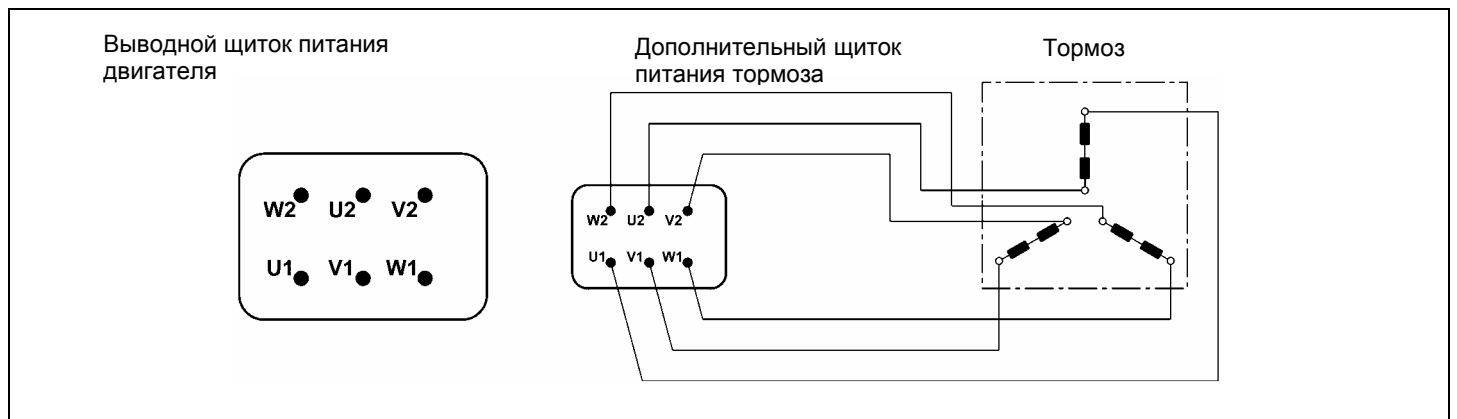 Выводной щиток питания
двигателя
Дополнительный щиток
питания тормоза
Тормоз
W2 U2 V2
U1 V1 W1
W2 U2 V2
U1 V1 W1